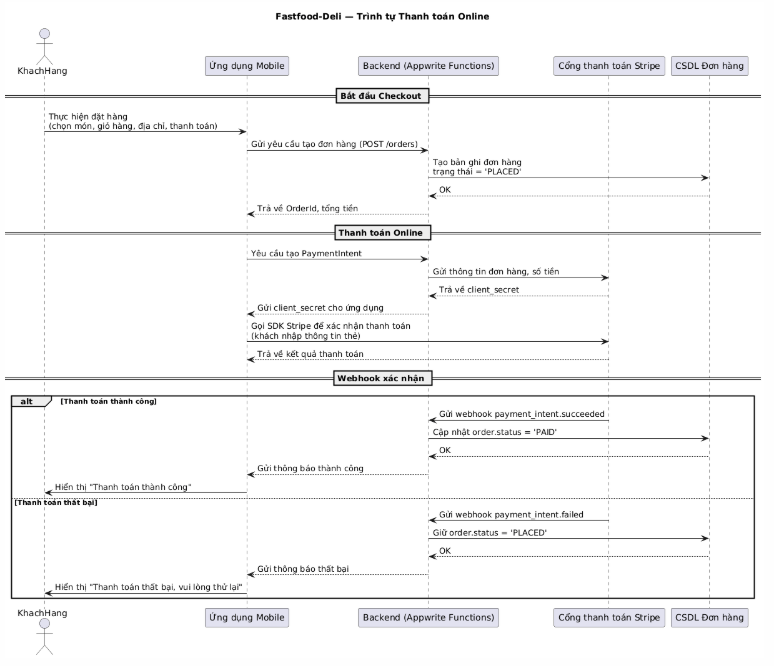 Fastfood-Deli — Trình tự Thanh toán Online
KhachHang
Ứng dụng Mobile
Backend (Appwrite Functions)
Cổng thanh toán Stripe
CSDL Đơn hàng
Bắt đầu Checkout
Thực hiện đặt hàng
(chọn món, giỏ hàng, địa chỉ, thanh toán)
Gửi yêu cầu tạo đơn hàng (POST /orders)
Tạo bản ghi đơn hàng
trạng thái = 'PLACED'
OK
Trả về OrderId, tổng tiền
Thanh toán Online
Yêu cầu tạo PaymentIntent
Gửi thông tin đơn hàng, số tiền
Trả về client_secret
Gửi client_secret cho ứng dụng
Gọi SDK Stripe để xác nhận thanh toán
(khách nhập thông tin thẻ)
Trả về kết quả thanh toán
Webhook xác nhận
alt
[Thanh toán thành công]
Gửi webhook payment_intent.succeeded
Cập nhật order.status = 'PAID'
OK
Gửi thông báo thành công
Hiển thị "Thanh toán thành công"
[Thanh toán thất bại]
Gửi webhook payment_intent.failed
Giữ order.status = 'PLACED'
OK
Gửi thông báo thất bại
Hiển thị "Thanh toán thất bại, vui lòng thử lại"
KhachHang
Ứng dụng Mobile
Backend (Appwrite Functions)
Cổng thanh toán Stripe
CSDL Đơn hàng